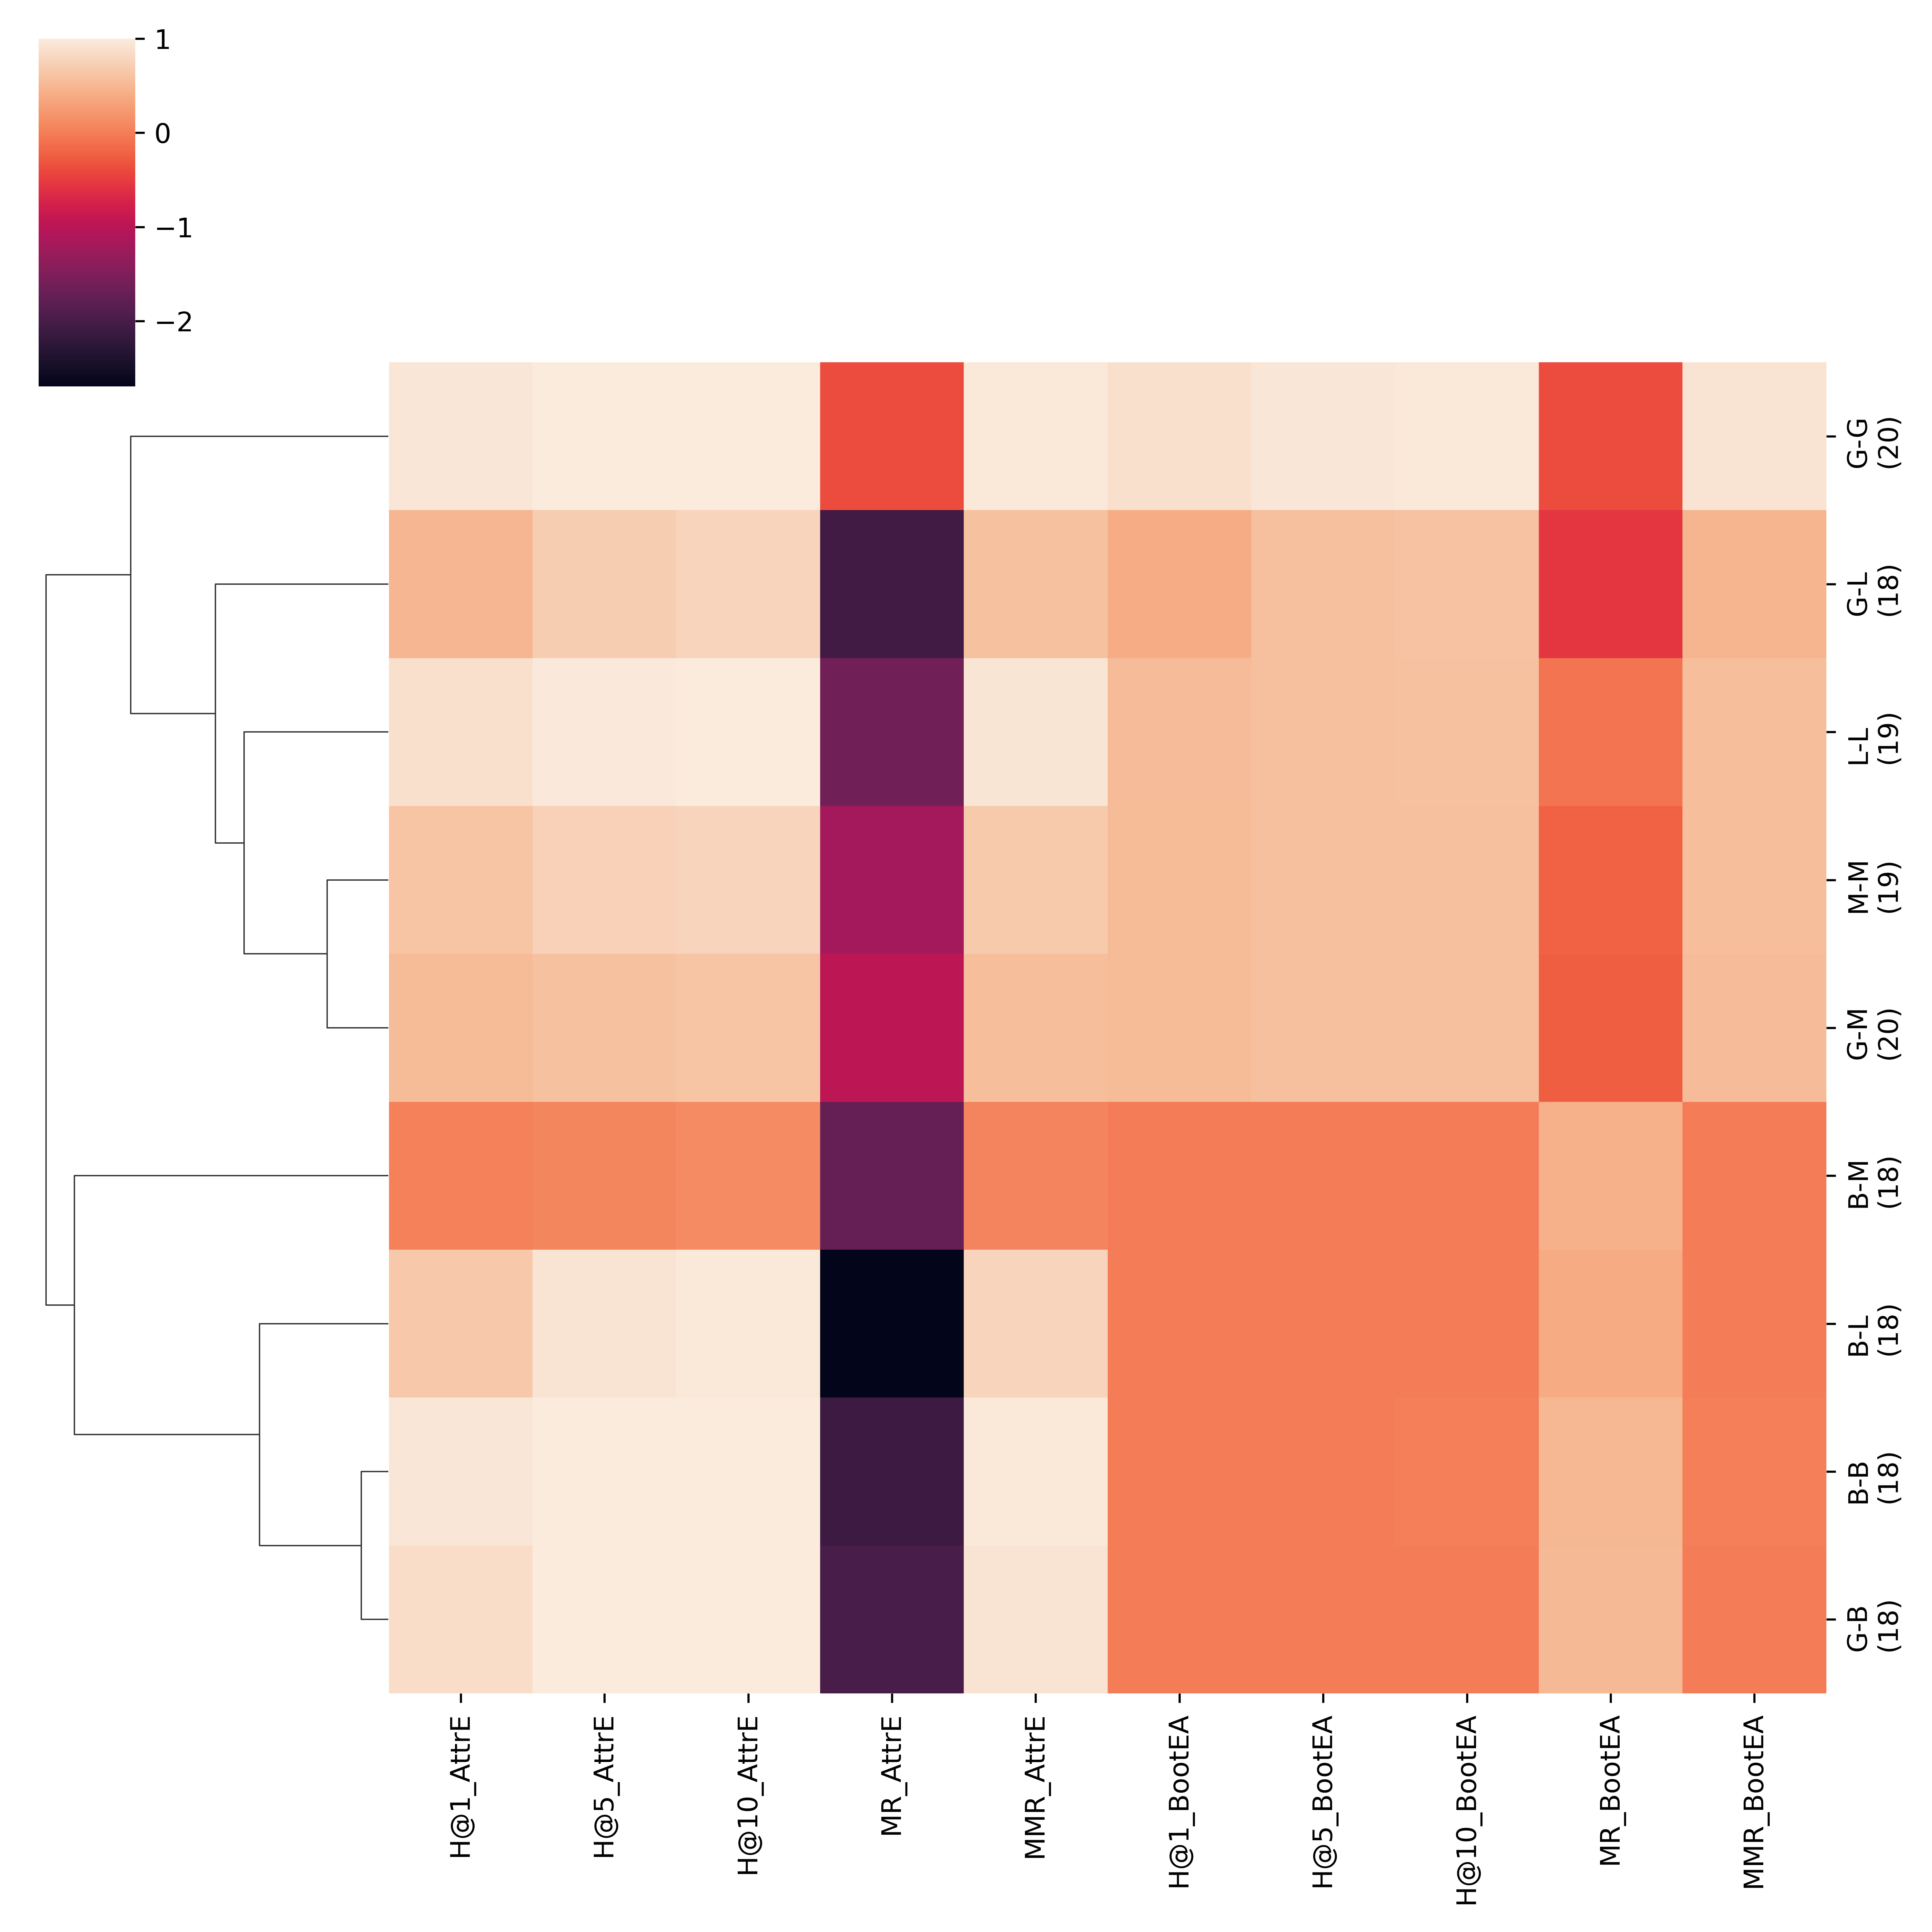 1
0
−1
−2
G-G
(20)
G-L
(18)
L-L
(19)
M-M
(19)
G-M
(20)
B-M
(18)
B-L
(18)
B-B
(18)
G-B
(18)
H@1_AttrE
H@5_AttrE
H@10_AttrE
MR_AttrE
MMR_AttrE
H@1_BootEA
H@5_BootEA
H@10_BootEA
MR_BootEA
MMR_BootEA